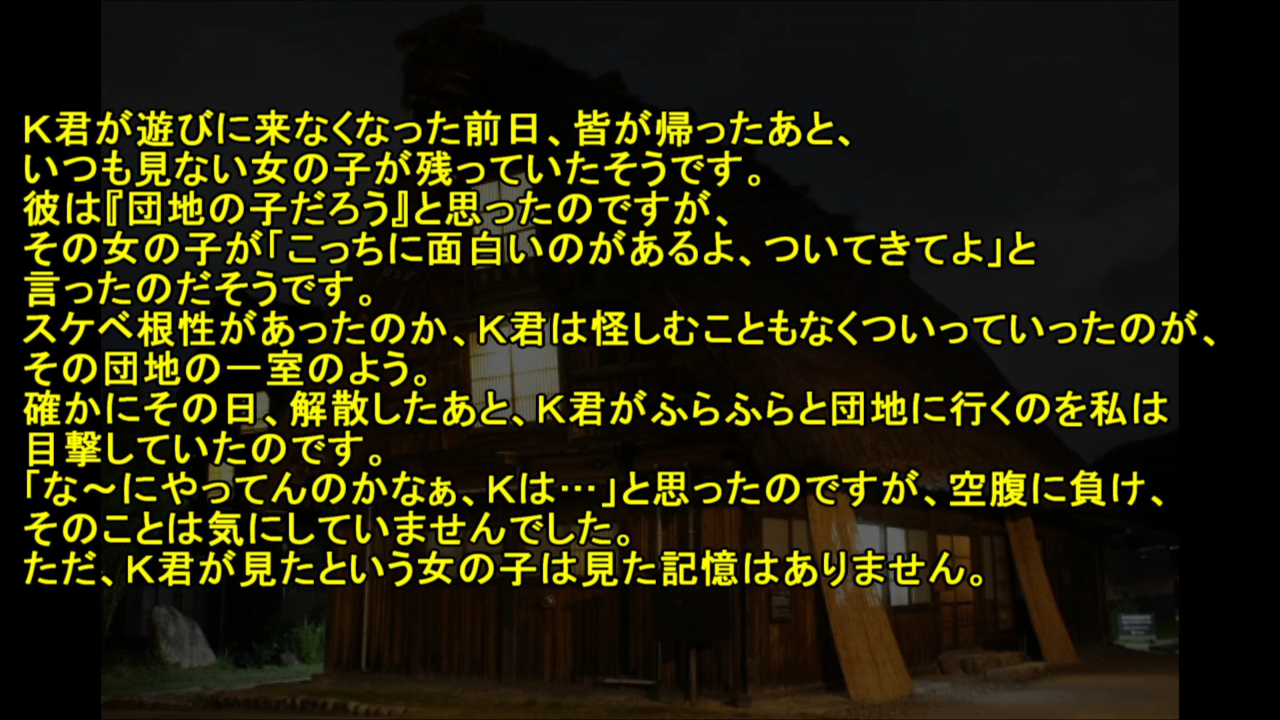 Ｋ君が遊びに来なくなった前日、皆が帰ったあと、
いつも見ない女の子が残っていたそうです。
彼は『団地の子だろう』と思ったのですが、
その女の子が「こっちに面白いのがあるよ、ついてきてよ」と
言ったのだそうです。
スケベ根性があったのか、Ｋ君は怪しむこともなくついっていったのが、
その団地の一室のよう。
確かにその日、解散したあと、Ｋ君がふらふらと団地に行くのを私は
目撃していたのです。
「な～にやってんのかなぁ、Ｋは…」と思ったのですが、空腹に負け、
そのことは気にしていませんでした。
ただ、Ｋ君が見たという女の子は見た記憶はありません。